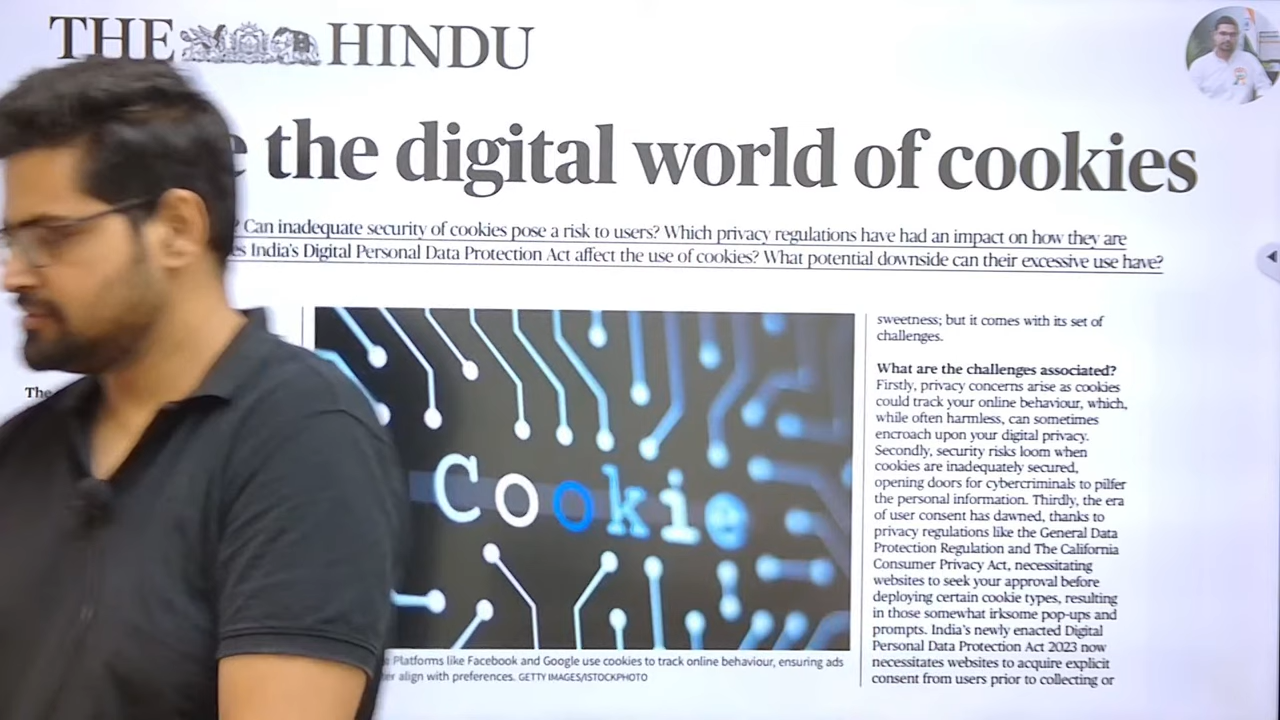 THE HINDU
the digital world of cookies
? Can inadequate security of cookies pose a risk to users? Which privacy regulations have had an impact on how they are
India's Digital Personal Data Protection Act affect the use of cookies? What potential downside can their excessive use have?
The
Cookie
Platforms like Facebook and Google use cookies to track online behaviour, ensuring ads
align with preferences. GETTY IMAGES/ISTOCKPHOTO
sweetness; but it comes with its set of
challenges.
What are the challenges associated?
Firstly, privacy concerns arise as cookies
could track your online behaviour, which,
while often harmless, can sometimes
encroach upon your digital privacy.
Secondly, security risks loom when
cookies are inadequately secured,
opening doors for cybercriminals to pilfer
the personal information. Thirdly, the era
of user consent has dawned, thanks to
privacy regulations like the General Data
Protection Regulation and The California
Consumer Privacy Act, necessitating
websites to seek your approval before
deploying certain cookie types, resulting
in those somewhat irksome pop-ups and
prompts. India's newly enacted Digital
Personal Data Protection Act 2023 now
necessitates websites to acquire explicit
consent from users prior to collecting or